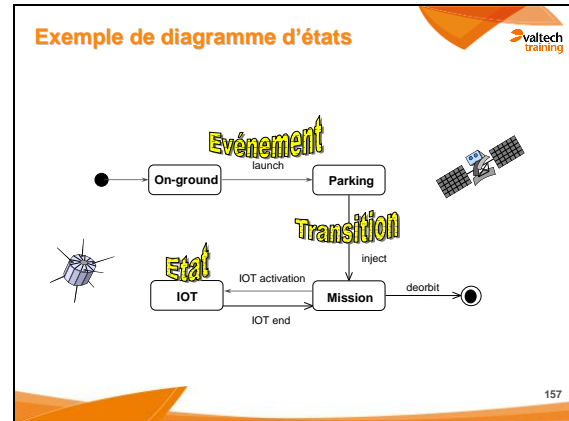 Exemple de diagramme d'états
valtech
training
Evénement
launch
On-ground
Parking
Transition
inject
Etat
IOT activation
IOT
Mission
deorbit
IOT end
157